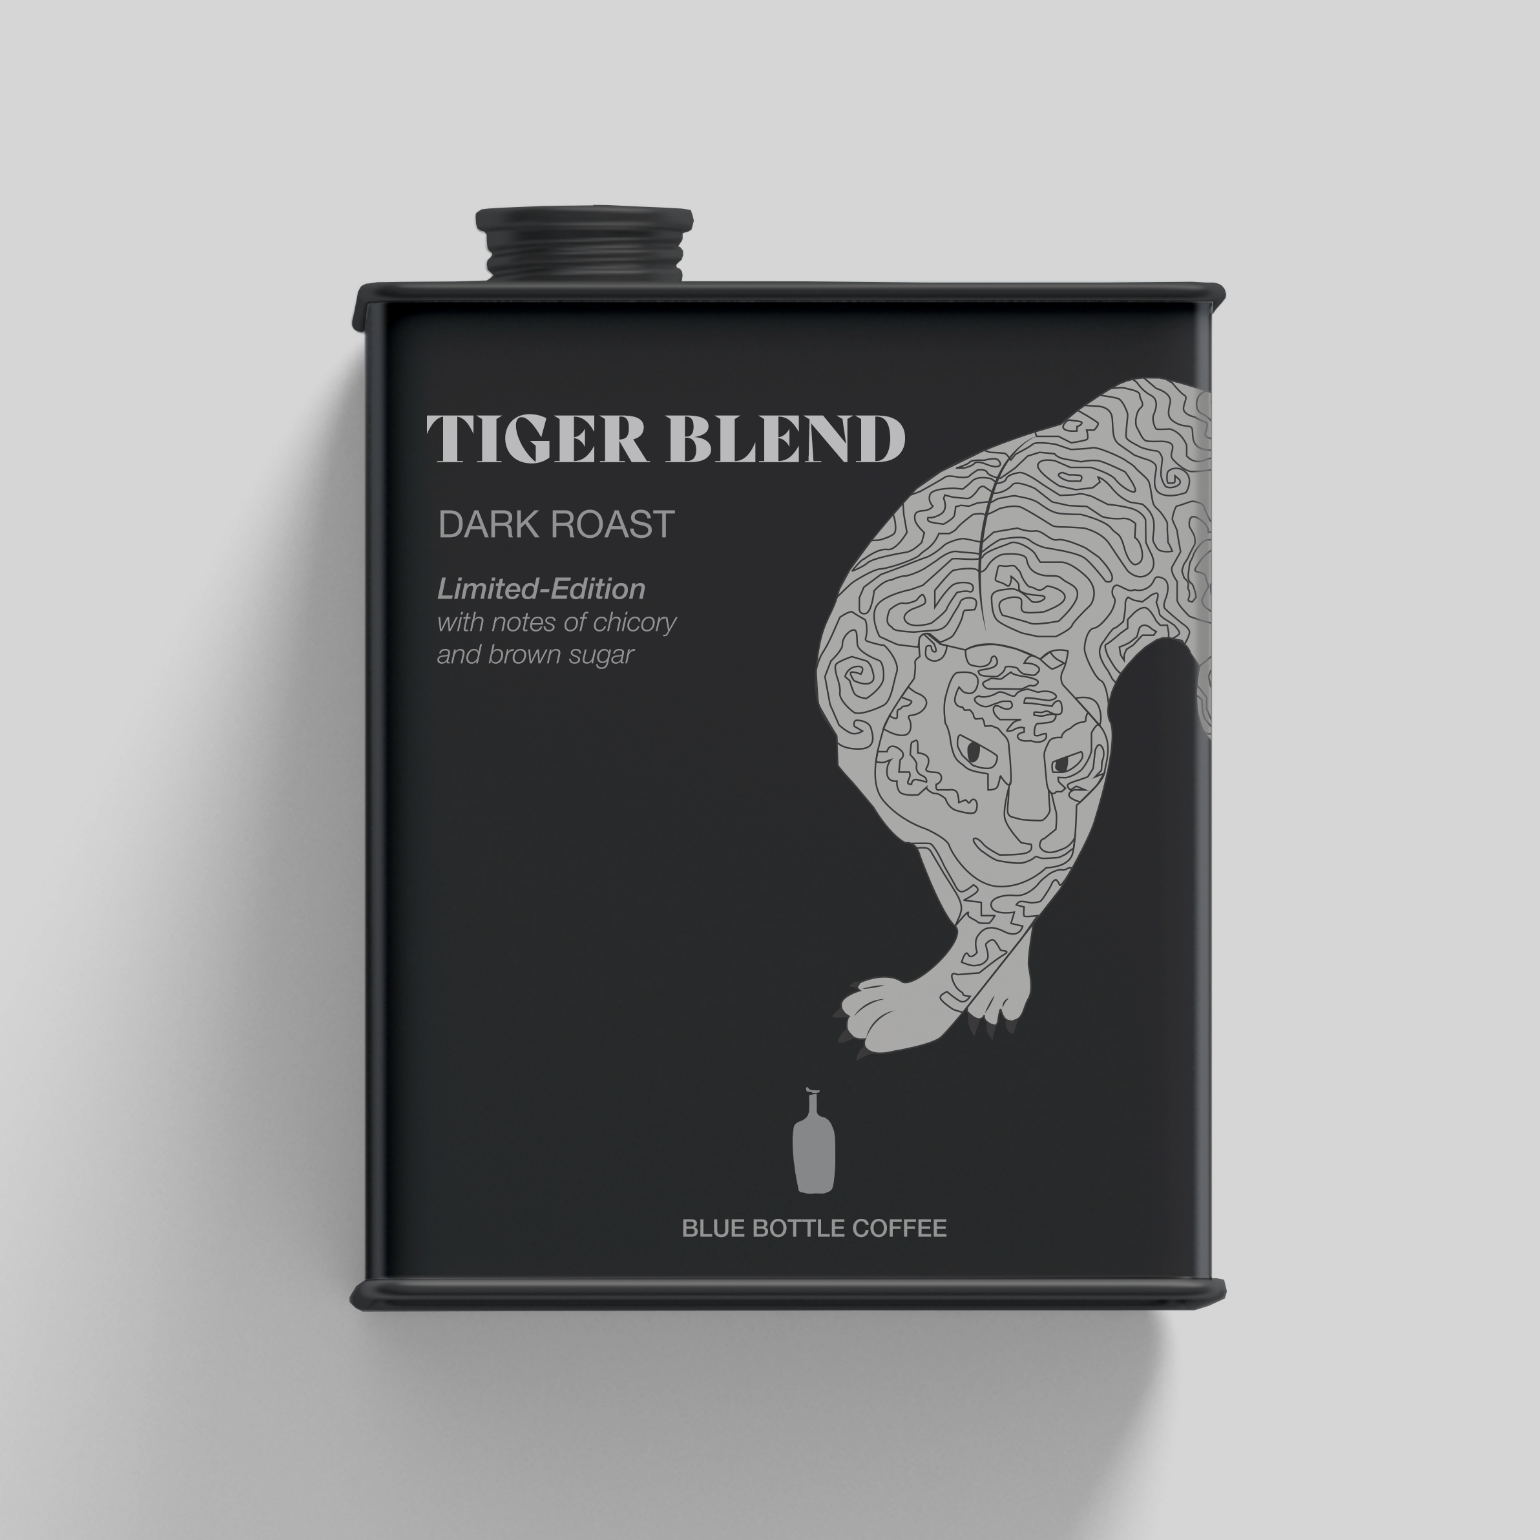 TIGER BLEND
DARK ROAST
Limited-Edition
with notes of chicory
and brown sugar
BLUE BOTTLE COFFEE